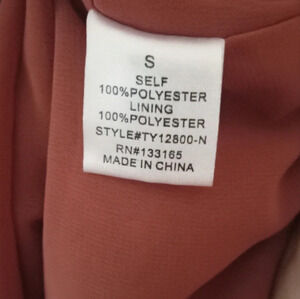 S
SELF
100%POLYESTER
LINING
100%POLYESTER
STYLE#TY12800-N
RN#133165
MADE IN CHINA